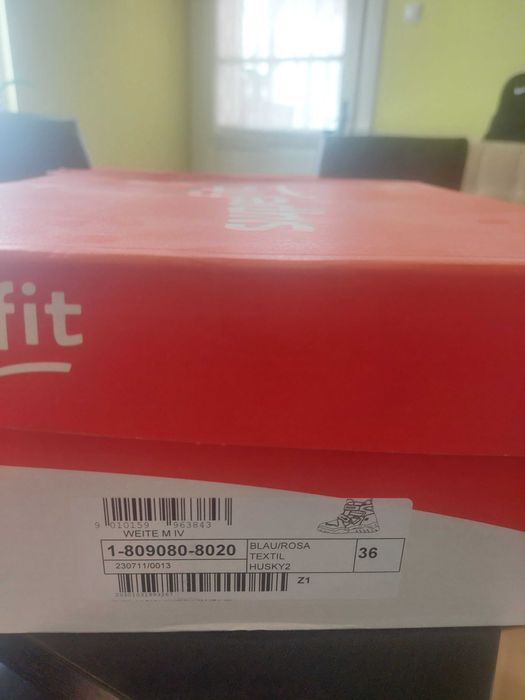 fit
9 010159 963843
WEITE M IV
1-809080-8020
230711/0013
BLAU/ROSA
TEXTIL
HUSKY2
36
Z1